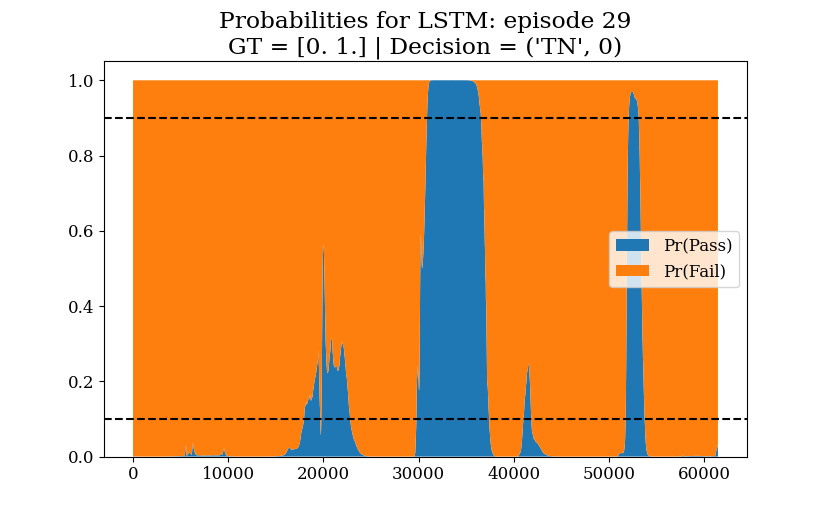 Probabilities for LSTM: episode 29
GT = [0. 1.] | Decision = ('TN', 0)
1.0
0.8
0.6
0.4
0.2
0.0
Pr(Pass)
Pr(Fail)
0 10000 20000 30000 40000 50000 60000